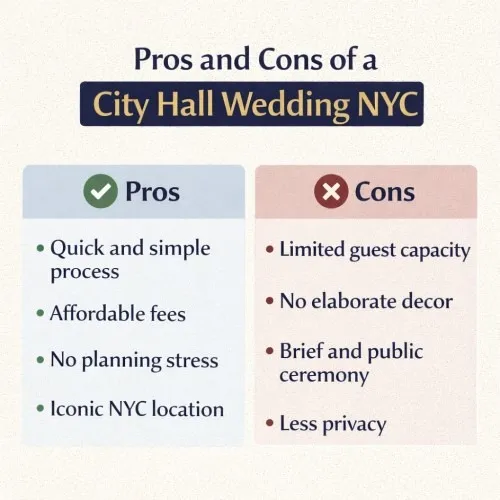 Pros and Cons of a
City Hall Wedding NYC
Pros
• Quick and simple
process
• Affordable fees
• No planning stress
• Iconic NYC location
Cons
• Limited guest capacity
• No elaborate decor
• Brief and public
ceremony
• Less privacy